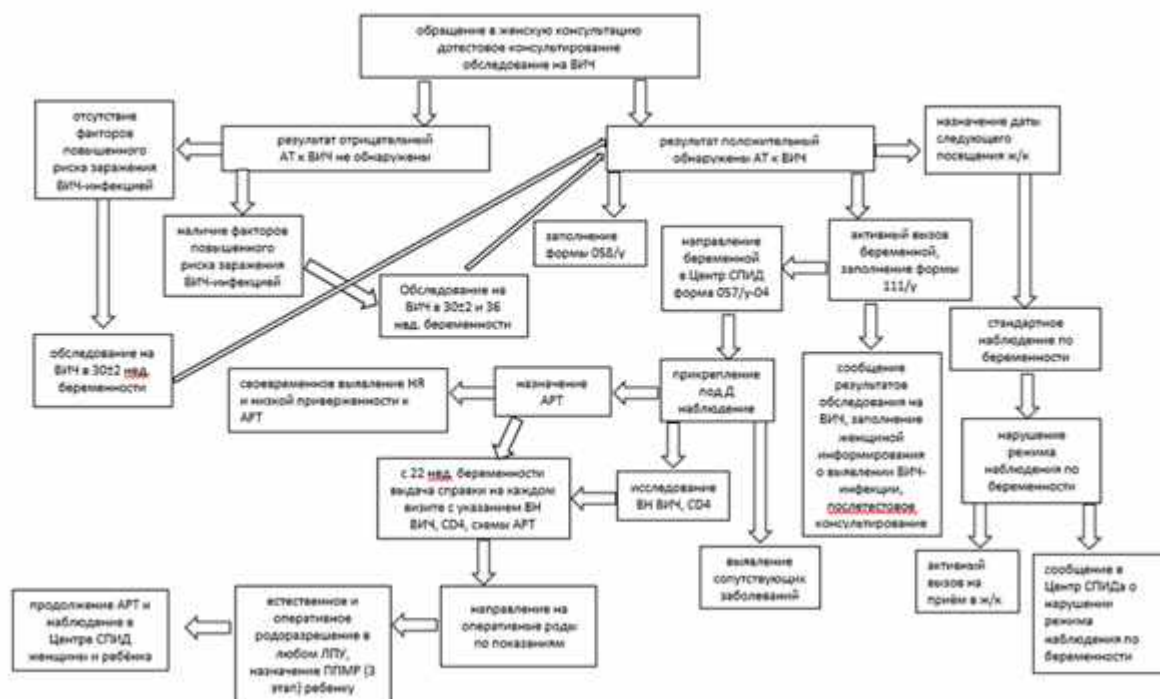 обращение в женскую консультацию
дотестовое консультирование
обследование на ВИЧ
отсутствие
факторов
повышенного
риска заражения
ВИЧ-инфекцией
результат отрицательный
АТ к ВИЧ не обнаружены
результат положительный
обнаружены АТ к ВИЧ
назначение даты
следующего
посещения ж/к
наличие факторов
повышенного
риска заражения
ВИЧ-инфекцией
заполнение
формы 058/у
направление
беременной
в Центр СПИД
форма 057/у-04
активный вызов
беременной,
заполнение формы
111/у
Обследование на
ВИЧ в 30±2 и 36
нед. беременности
обследование на
ВИЧ в 30±2 нед.
беременности
стандартное
наблюдение по
беременности
своевременное выявление НЯ
и низкой приверженности к
АРТ
назначение
АРТ
прикрепление
под Д
наблюдение
сообщение
результатов
обследования на
ВИЧ, заполнение
женщиной
информирования
о выявлении ВИЧ-
инфекции,
послетестовое
консультирование
нарушение
режима
наблюдения по
беременности
с 22 нед. беременности
выдача справки на каждом
визите с указанием ВН
ВИЧ, CD4, схемы АРТ
исследование
ВН ВИЧ, CD4
выявление
сопутствующих
заболеваний
активный
вызов на
приём в ж/к
сообщение в
Центр СПИДа о
нарушении
режима
наблюдения по
беременности
продолжение АРТ и
наблюдение в
Центре СПИД
женщины и ребёнка
естественное и
оперативное
родоразрешение в
любом ЛПУ,
назначение ППМР (3
этап) ребенку
направление на
оперативные роды
по показаниям